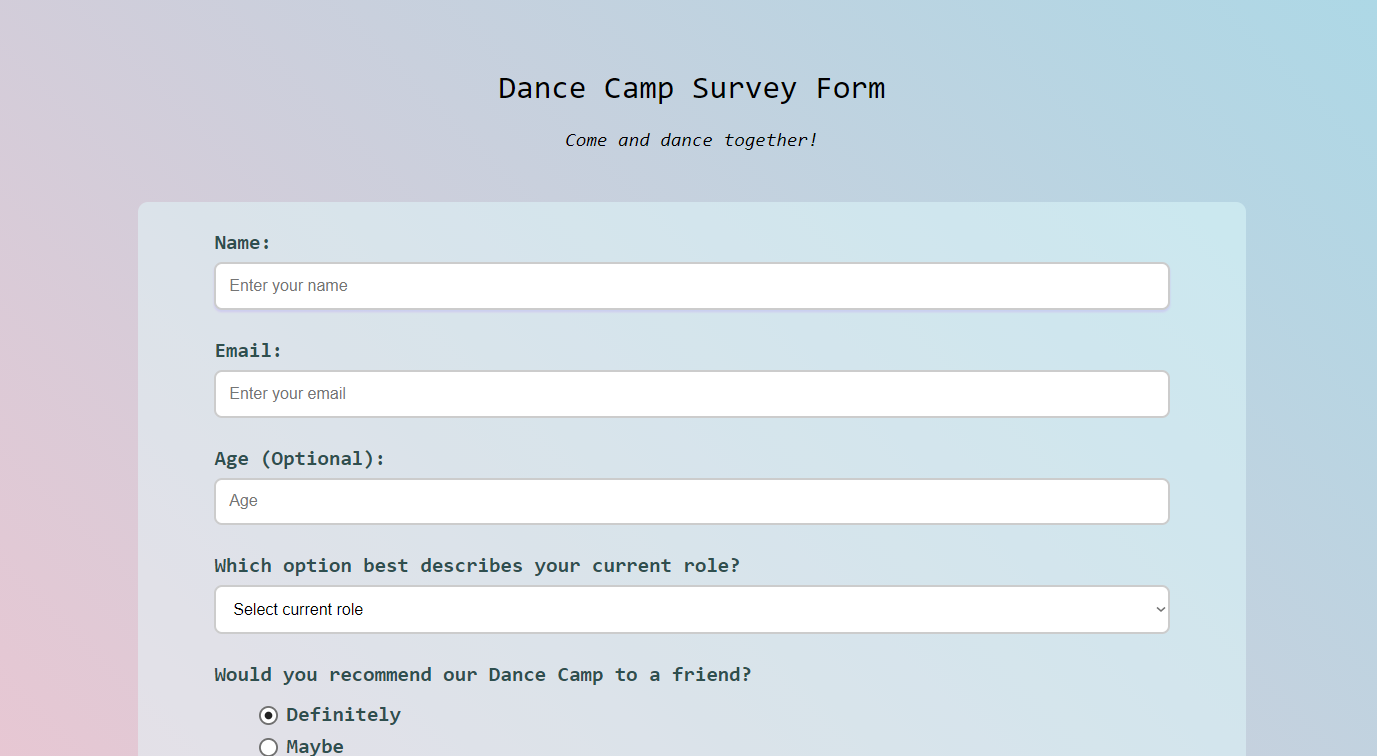 Dance Camp Survey Form
Come and dance together!
Name:
Enter your name
Email:
Enter your email
Age (Optional):
Age
Which option best describes your current role?
Select current role
Would you recommend our Dance Camp to a friend?
Definitely
Maybe